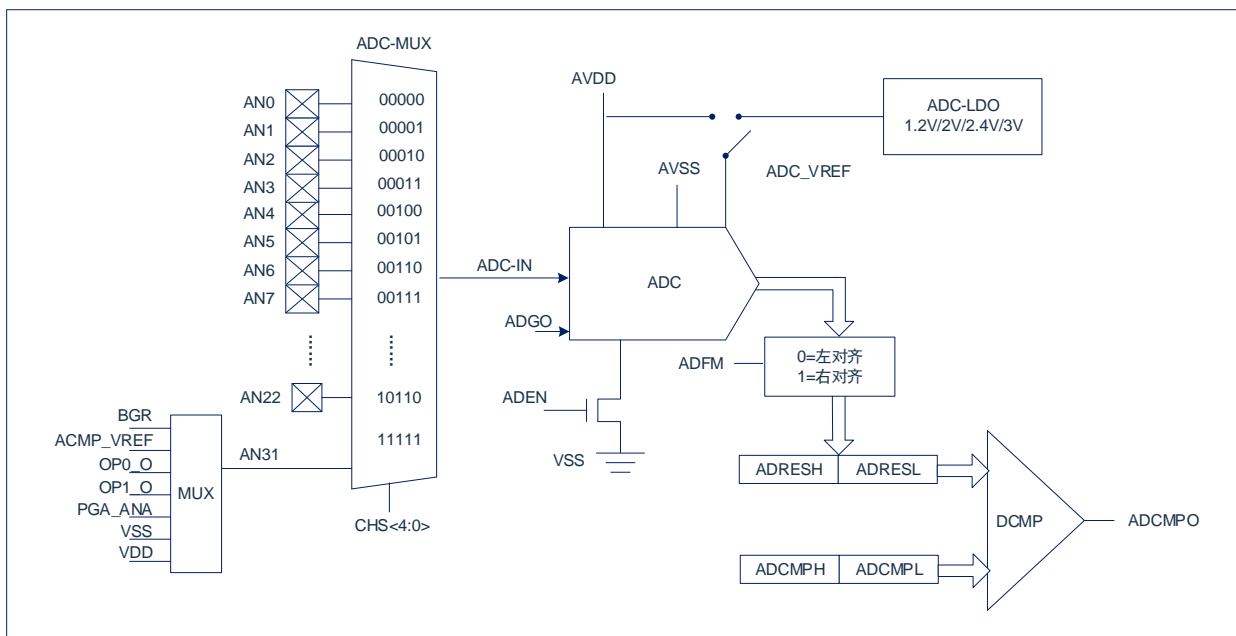 ADC-MUX
AVDD
ADC-LDO
1.2V/2V/2.4V/3V
AN0
00000
AN1
00001
AN2
00010
AN3
00011
AN4
00100
AN5
00101
AN6
00110
AN7
00111
AVSS
ADC_VREF
ADC-IN
ADC
ADGO
ADFM
0=左对齐
1=右对齐
AN22
10110
ADEN
VSS
BGR
ACMP_VREF
OP0_O
OP1_O
PGA_ANA
VSS
VDD
MUX
AN31
11111
CHS<4:0>
ADRESH
ADRESL
DCMP
ADCMPO
ADCMPH
ADCMPL